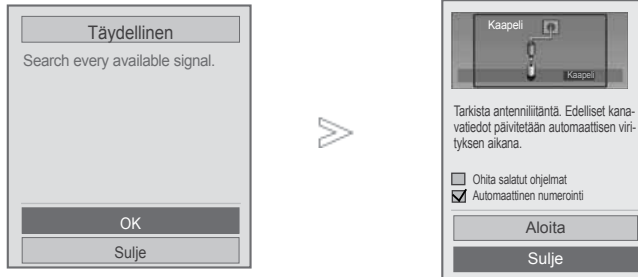 Täydellinen
Search every available signal.
OK
Sulje
Kaapeli
Kaapeli
Tarkista antenniliitäntä. Edelliset kana-
vatiedot päivitetään automaattisen viri-
tyksen aikana.
Ohita salatut ohjelmat
Automaattinen numerointi
Aloita
Sulje